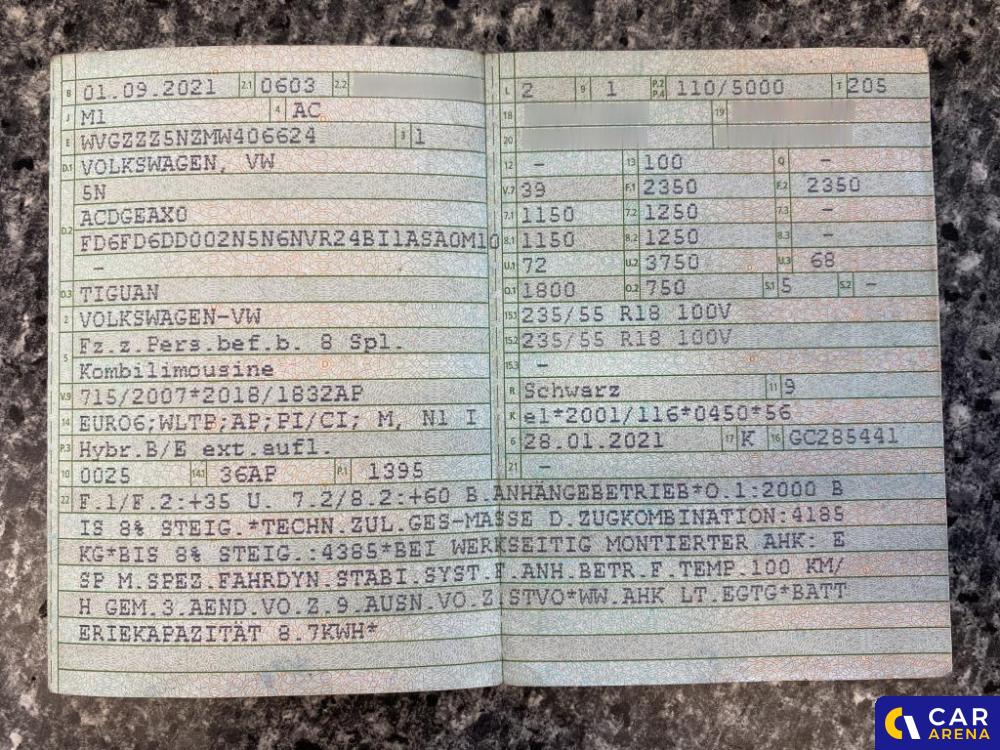 B 01.09.2021 2.1 0603 2.2
J M1 4 AC
E WVGZZZ5NZMW406624 3 1
D.1 VOLKSWAGEN, VW
5N
D.2 ACDGEAX0
FD6FD6DD002N5N6NVR24BI1ASA0M10
-
D.3 TIGUAN
2 VOLKSWAGEN-VW
5 Fz.z.Pers.bef.b. 8 Spl.
Kombilimousine
V.9 715/2007*2018/1832AP
14 EURO6;WLTP;AP;PI/CI; M, N1 I
P.3 Hybr.B/E ext.aufl.
10 0025 14.1 36AP P.1 1395
L 2 9 1 P.2 P.4 110/5000 T 205
18 19
20
12 - 13 100 Q -
V.7 39 F.1 2350 F.2 2350
7.1 1150 7.2 1250 7.3 -
8.1 1150 8.2 1250 8.3 -
U.1 72 U.2 3750 U.3 68
O.1 1800 O.2 750 S.1 5 S.2 -
15.1 235/55 R18 100V
15.2 235/55 R18 100V
15.3 -
R Schwarz 11 9
K e1*2001/116*0450*56
6 28.01.2021 17 K 16 GC285441
21 -
22 F.1/F.2:+35 U. 7.2/8.2:+60 B.ANHÄNGEBETRIEB*O.1:2000 B
IS 8% STEIG.*TECHN.ZUL.GES-MASSE D.ZUGKOMBINATION:4185
KG*BIS 8% STEIG.:4385*BEI WERKSEITIG MONTIERTER AHK: E
SP M.SPEZ.FAHRDYN.STABI.SYST.F.ANH.BETR.F.TEMP.100 KM/
H GEM.3.AEND.VO.Z.9.AUSN.VO.Z.STVO*WW.AHK LT.EGTG*BATT
ERIEKAPAZITÄT 8.7KWH*
CAR
ARENA